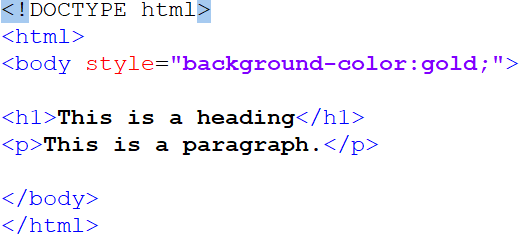 <!DOCTYPE html>
<html>
<body style="background-color:gold;">
<h1>This is a heading</h1>
<p>This is a paragraph.</p>
</body>
</html>